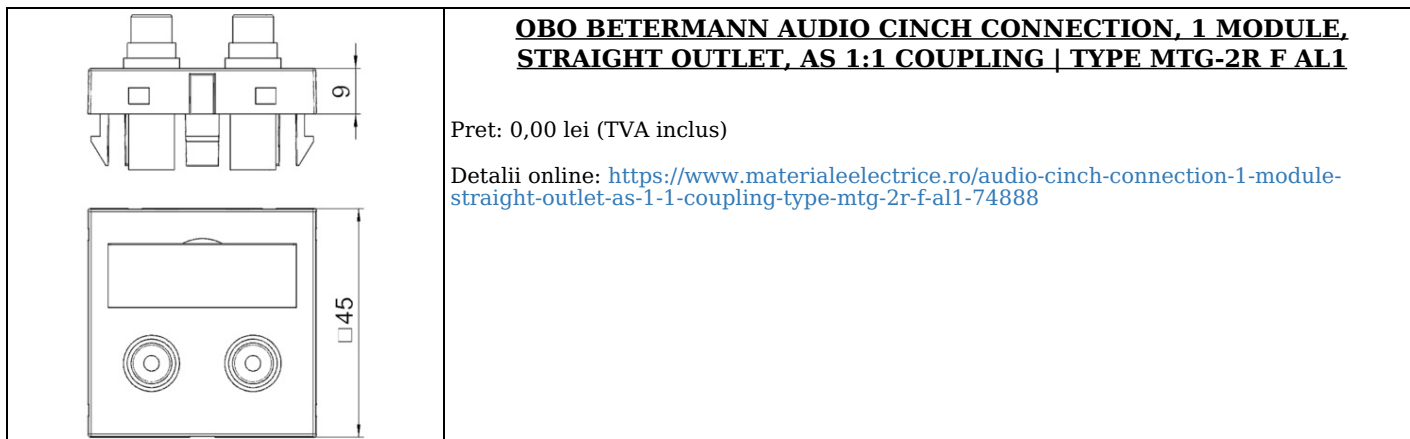 OBO BETERMANN AUDIO CINCH CONNECTION, 1 MODULE,
STRAIGHT OUTLET, AS 1:1 COUPLING | TYPE MTG-2R F AL1
Pret: 0,00 lei (TVA inclus)
Detalii online: https://www.materialeelectrice.ro/audio-cinch-connection-1-module-
straight-outlet-as-1-1-coupling-type-mtg-2r-f-al1-74888
9
□45